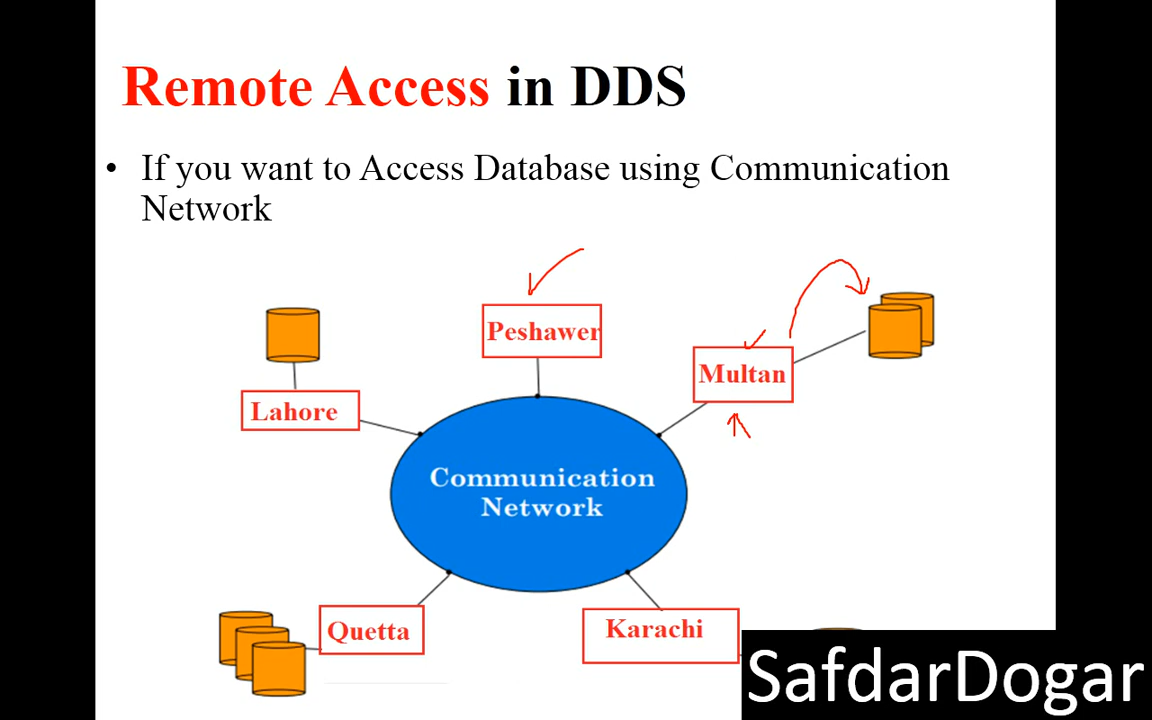 Remote Access in DDS
• If you want to Access Database using Communication
Network
Peshawer
Multan
Lahore
Communication
Network
Quetta
Karachi
SafdarDogar